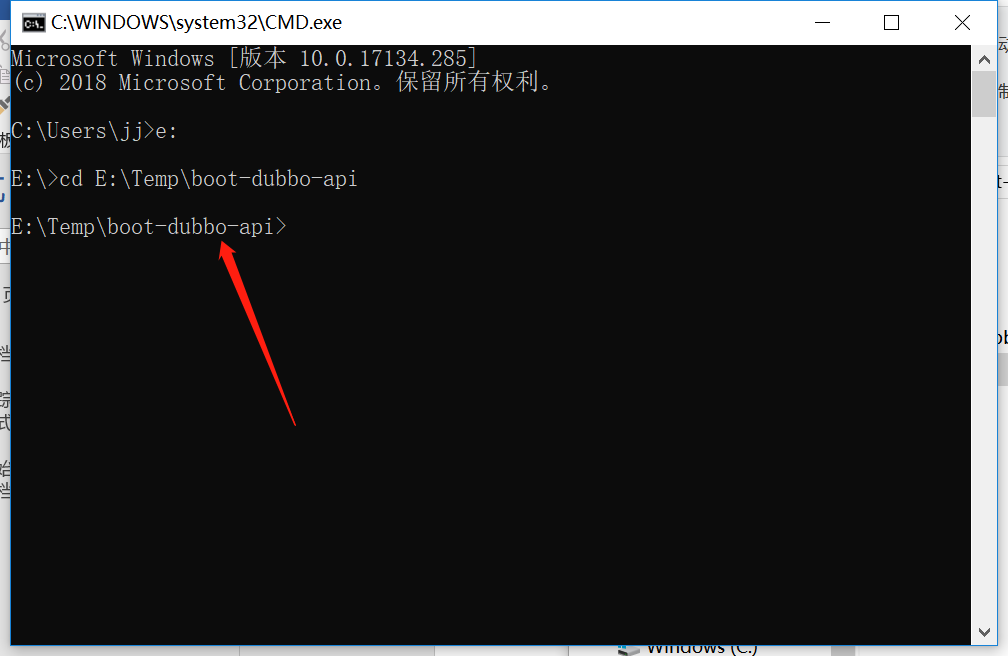 C:\WINDOWS\system32\CMD.exe
Microsoft Windows [版本 10.0.17134.285]
(c) 2018 Microsoft Corporation。保留所有权利。
C:\Users\jj>e:
E:\>cd E:\Temp\boot-dubbo-api
E:\Temp\boot-dubbo-api>
Windows (C:)